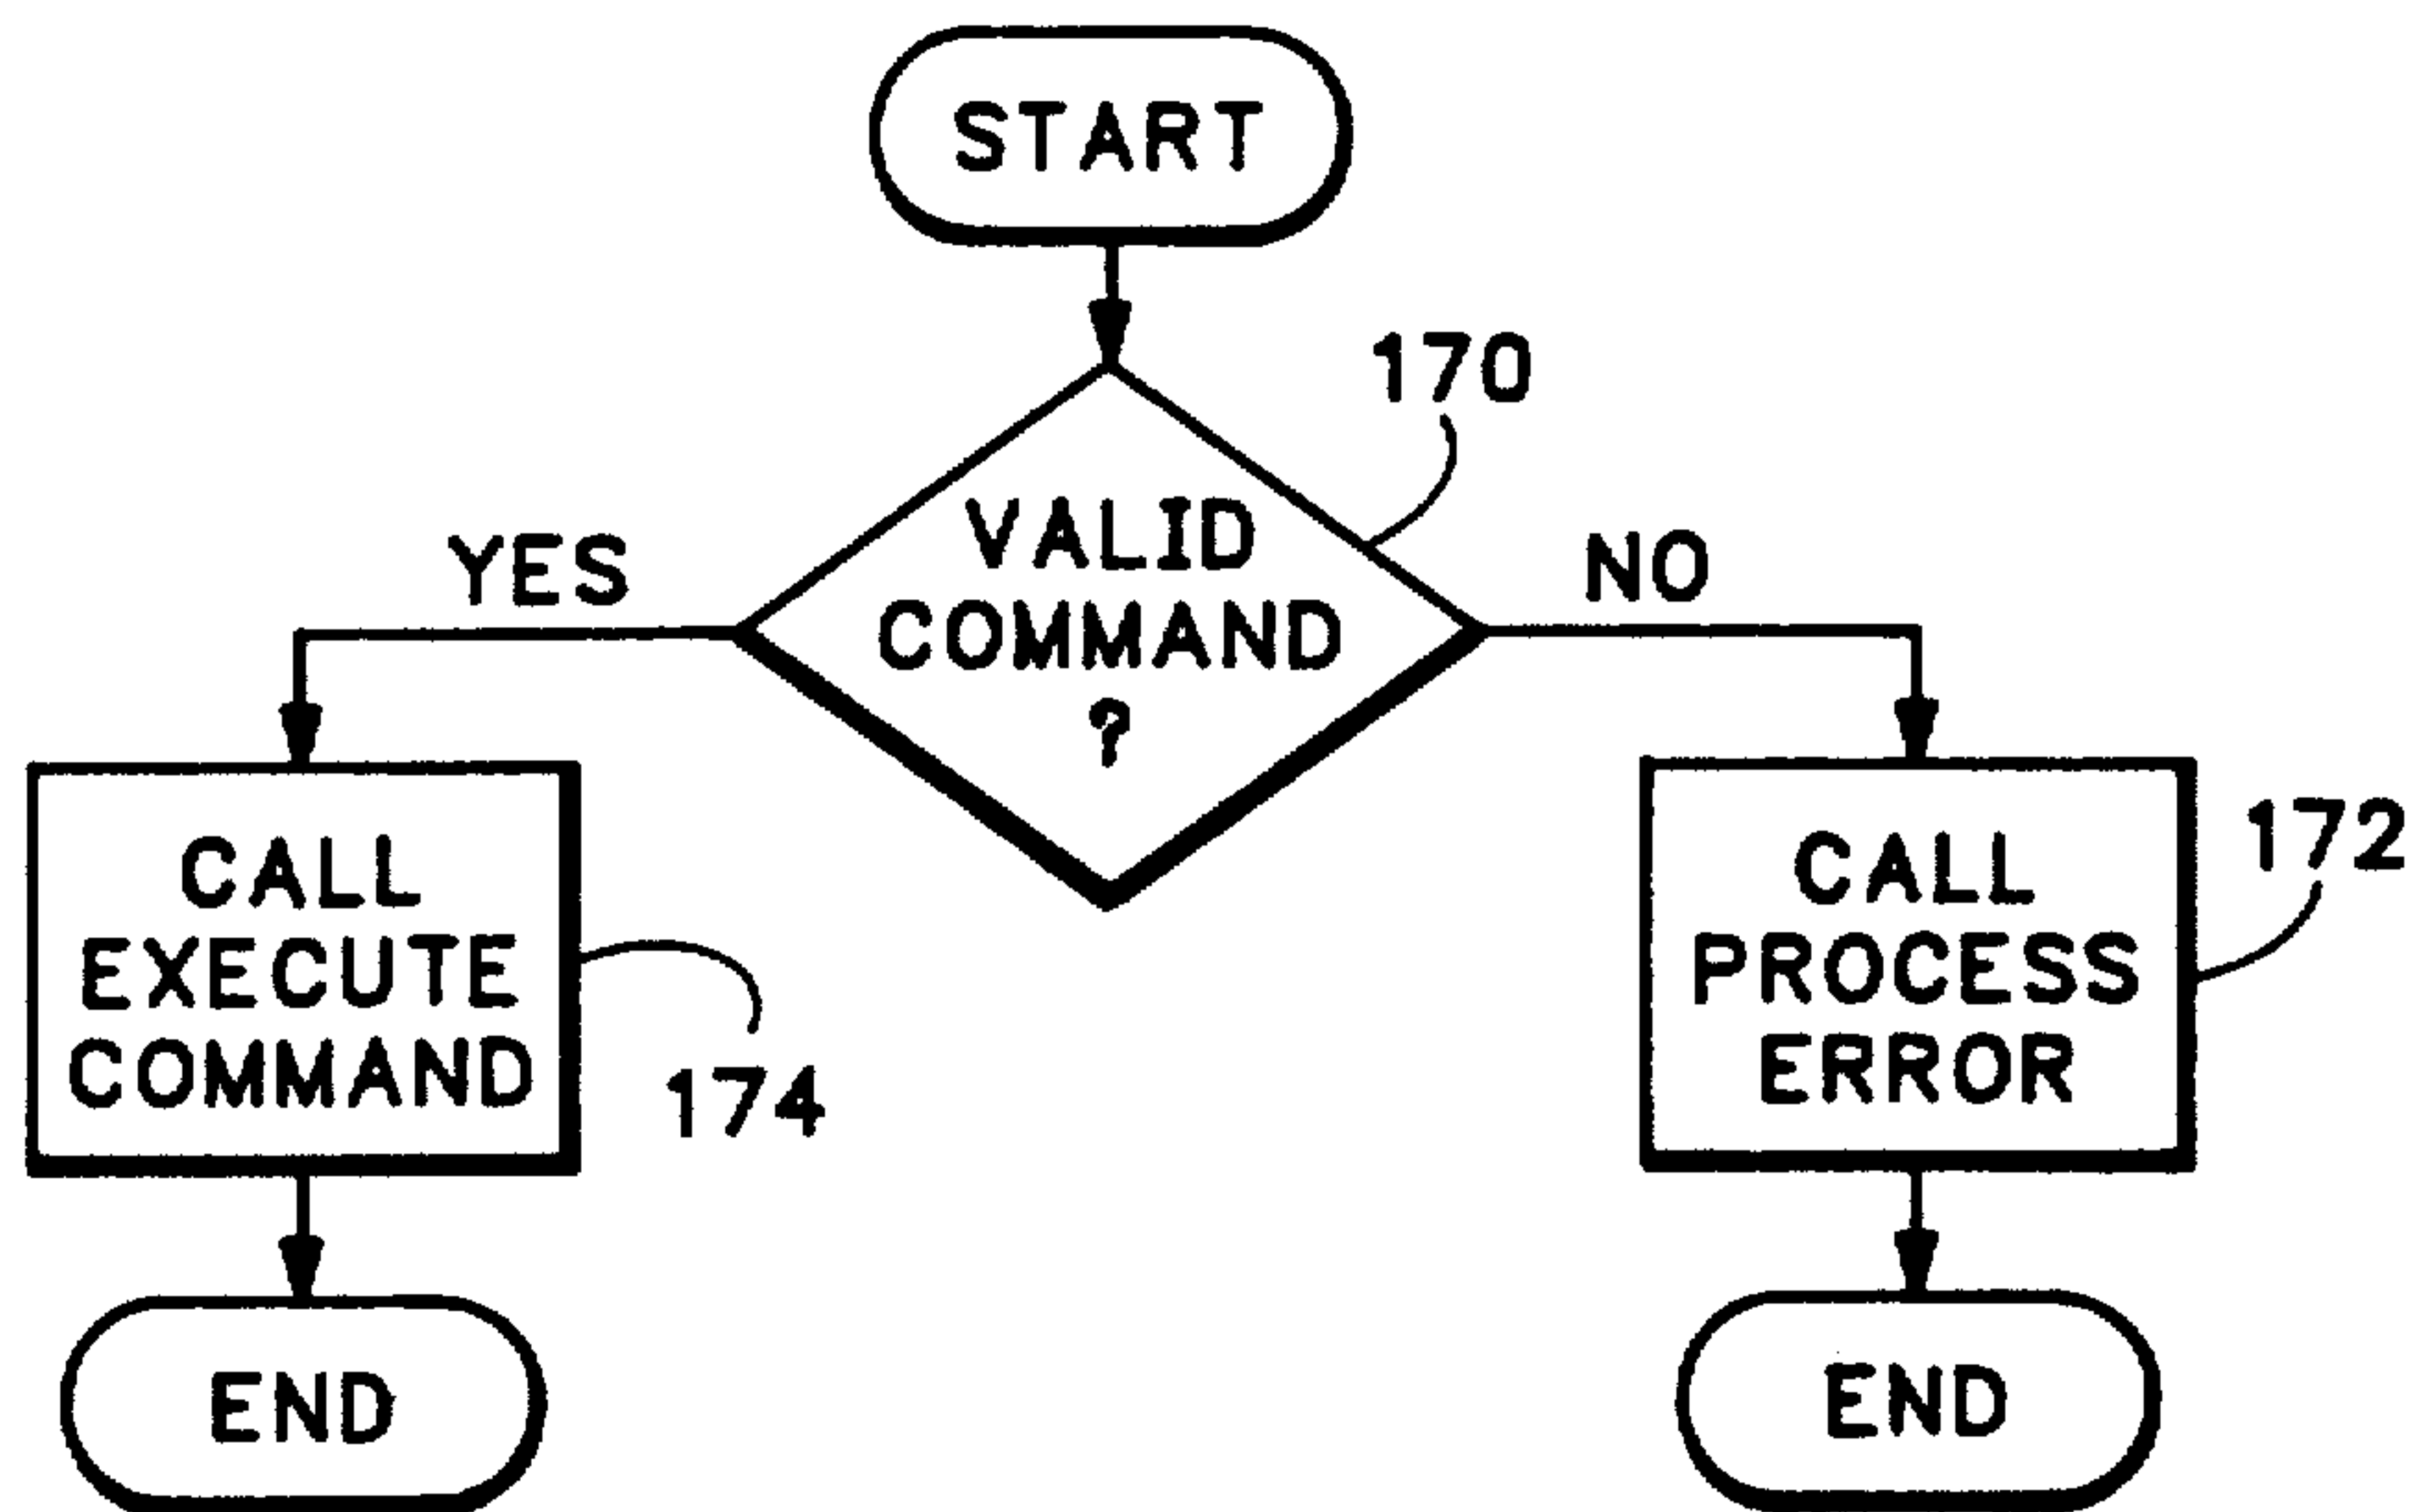 START
170
VALID
COMMAND
?
YES
NO
CALL
EXECUTE
COMMAND
174
CALL
PROCESS
ERROR
172
END
END